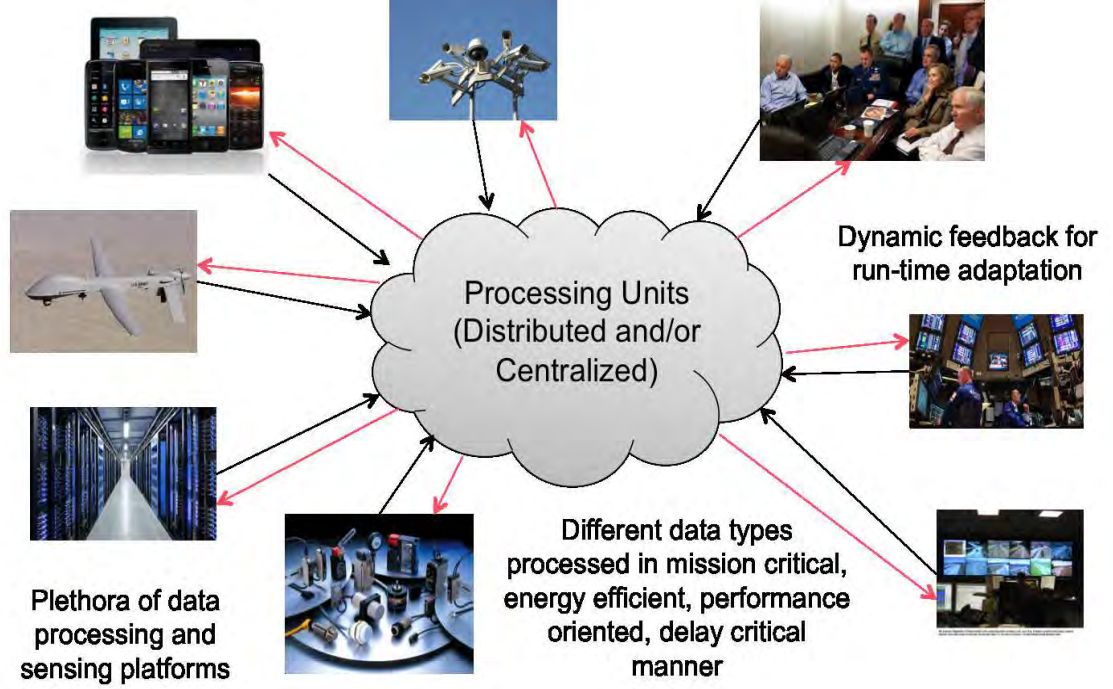 Processing Units
(Distributed and/or
Centralized)
Dynamic feedback for
run-time adaptation
Different data types
processed in mission critical,
energy efficient, performance
oriented, delay critical
manner
Plethora of data
processing and
sensing platforms